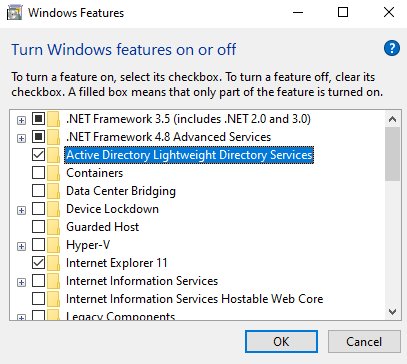 Windows Features
Turn Windows features on or off
?
To turn a feature on, select its checkbox. To turn a feature off, clear its
checkbox. A filled box means that only part of the feature is turned on.
.NET Framework 3.5 (includes .NET 2.0 and 3.0)
.NET Framework 4.8 Advanced Services
Active Directory Lightweight Directory Services
Containers
Data Center Bridging
Device Lockdown
Guarded Host
Hyper-V
Internet Explorer 11
Internet Information Services
Internet Information Services Hostable Web Core
Legacy Components
OK Cancel